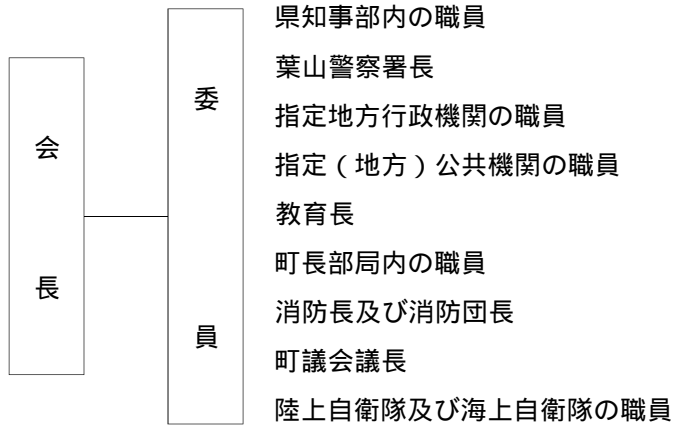 会長
委員
県知事部内の職員
葉山警察署長
指定地方行政機関の職員
指定(地方)公共機関の職員
教育長
町長部局内の職員
消防長及び消防団長
町議会議長
陸上自衛隊及び海上自衛隊の職員